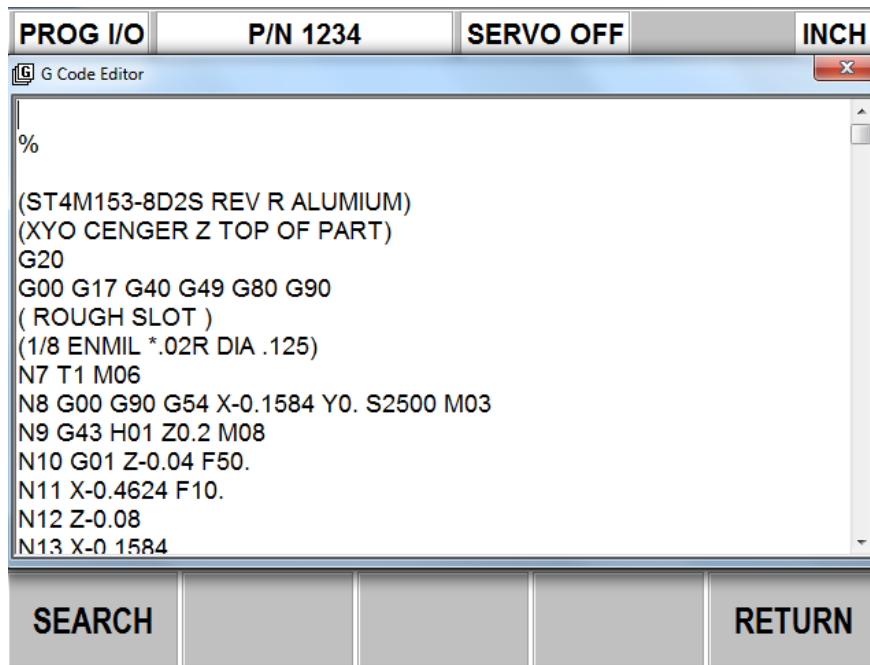 PROG I/O P/N 1234 SERVO OFF INCH
G Code Editor
%
(ST4M153-8D2S REV R ALUMIUM)
(XYO CENGER Z TOP OF PART)
G20
G00 G17 G40 G49 G80 G90
( ROUGH SLOT )
(1/8 ENMIL *.02R DIA .125)
N7 T1 M06
N8 G00 G90 G54 X-0.1584 Y0. S2500 M03
N9 G43 H01 Z0.2 M08
N10 G01 Z-0.04 F50.
N11 X-0.4624 F10.
N12 Z-0.08
N13 X-0.1584
SEARCH RETURN